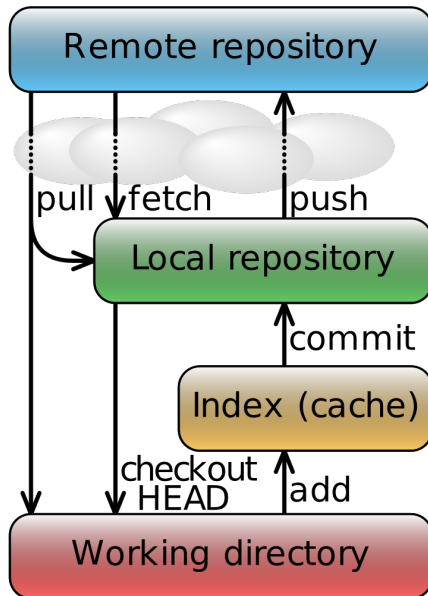 Remote repository
pull
fetch
push
Local repository
commit
Index (cache)
checkout
HEAD
add
Working directory